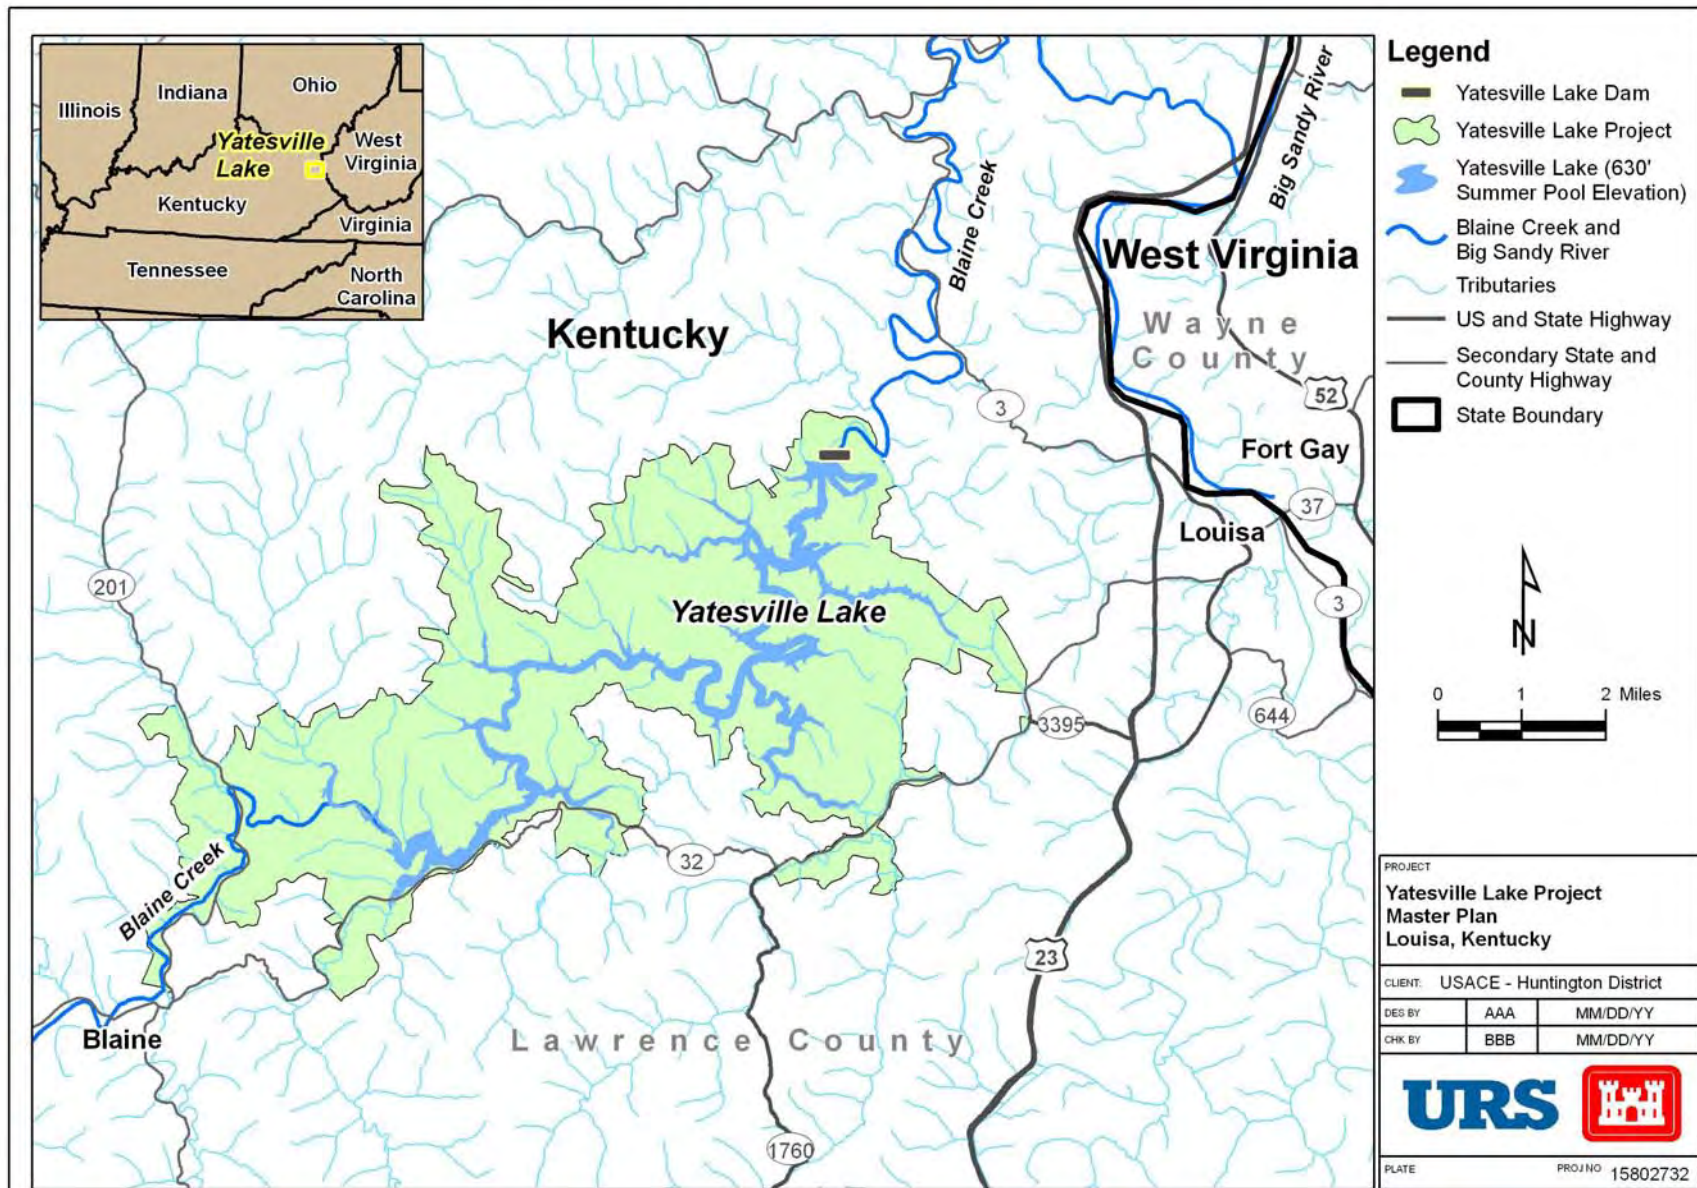 Illinois
Indiana
Ohio
Yatesville
Lake
West
Virginia
Kentucky
Virginia
Tennessee
North
Carolina
Kentucky
Blaine Creek
Big Sandy River
West Virginia
Wayne
County
52
3
Fort Gay
37
Louisa
201
3
Yatesville Lake
3395
644
32
Blaine Creek
23
Blaine
Lawrence County
1760
Legend
Yatesville Lake Dam
Yatesville Lake Project
Yatesville Lake (630'
Summer Pool Elevation)
Blaine Creek and
Big Sandy River
Tributaries
US and State Highway
Secondary State and
County Highway
State Boundary
N
0 1 2 Miles
PROJECT
Yatesville Lake Project
Master Plan
Louisa, Kentucky
CLIENT: USACE - Huntington District
DES BY AAA MM/DD/YY
CHK BY BBB MM/DD/YY
URS
PLATE PROJ NO 15802732